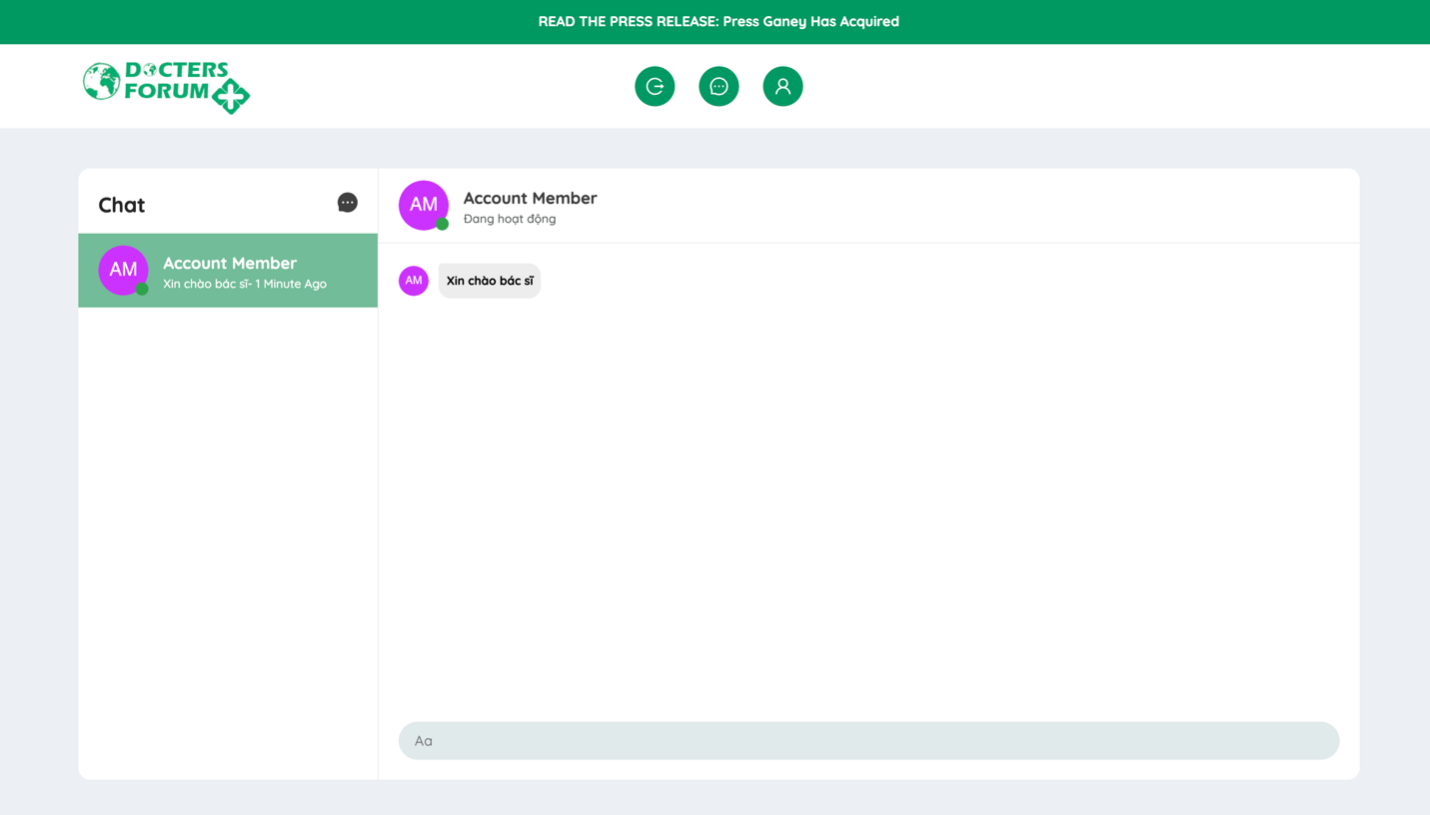 READ THE PRESS RELEASE: Press Ganey Has Acquired
DOCTERS
FORUM
Chat
AM
Account Member
Xin chào bác sĩ- 1 Minute Ago
AM
Account Member
Đang hoạt động
AM
Xin chào bác sĩ
Aa